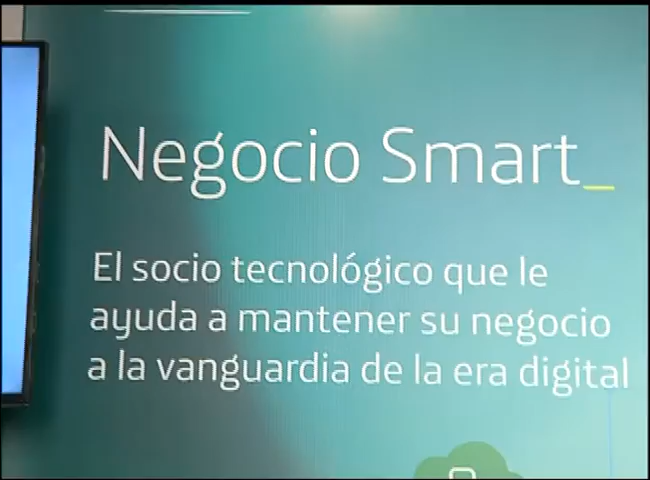 Negocio Smart_
El socio tecnológico que le
ayuda a mantener su negocio
a la vanguardia de la era digital